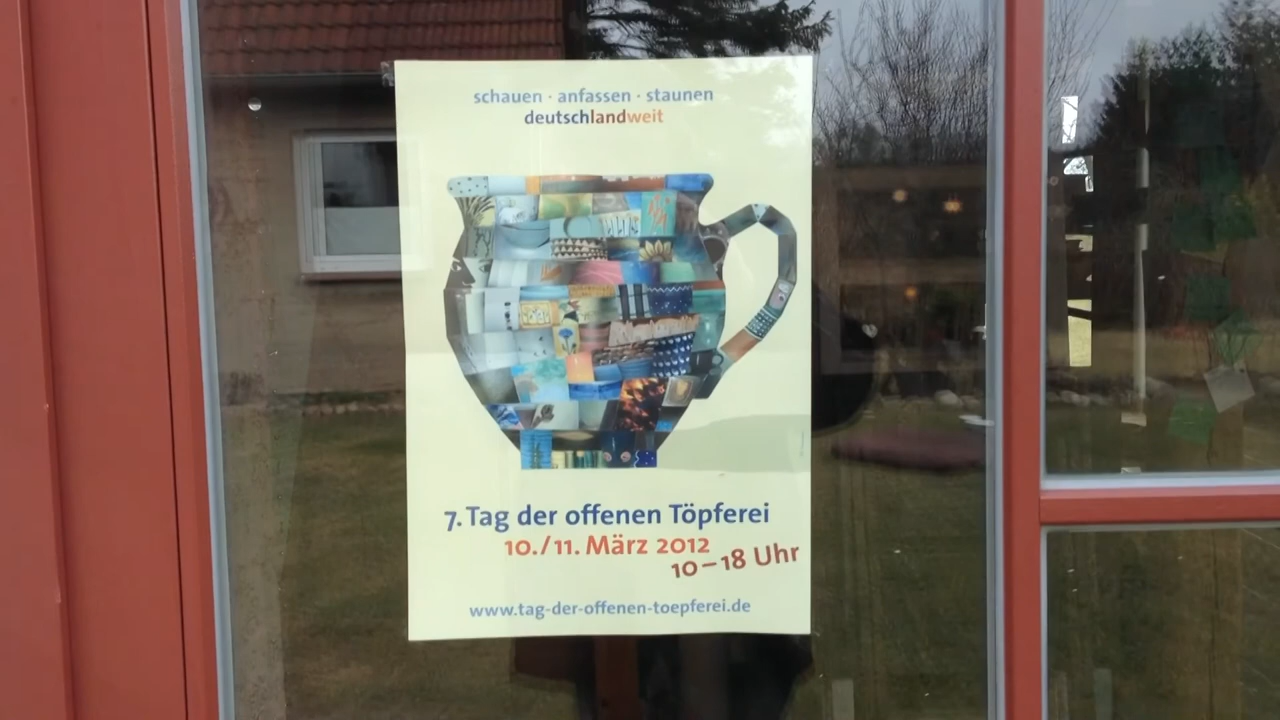 schauen · anfassen · staunen
deutschlandweit
7. Tag der offenen Töpferei
10./11. März 2012
10–18 Uhr
www.tag-der-offenen-toepferei.de